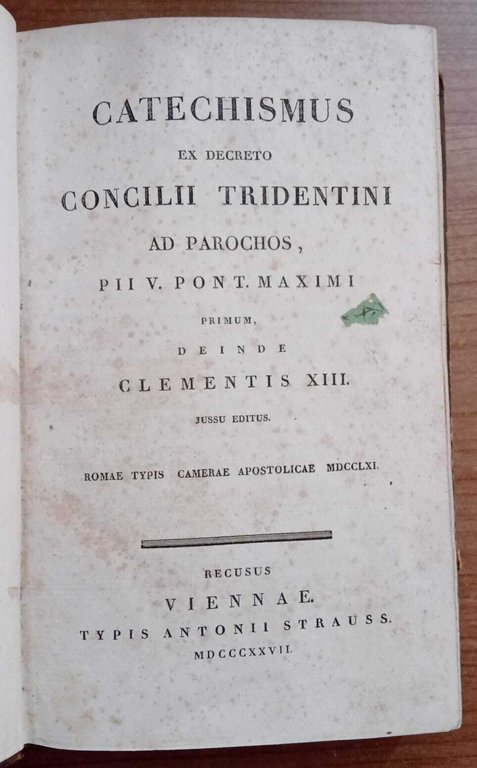 CATECHISMUS
EX DECRETO
CONCILII TRIDENTINI
AD PAROCHOS,
PII V. PONT. MAXIMI
PRIMUM,
DEINDE
CLEMENTIS XIII.
JUSSU EDITUS.
ROMAE TYPIS CAMERAE APOSTOLICAE MDCCLXI.
RECUSUS
VIENNAE.
TYPIS ANTONII STRAUSS.
MDCCCXXVII.